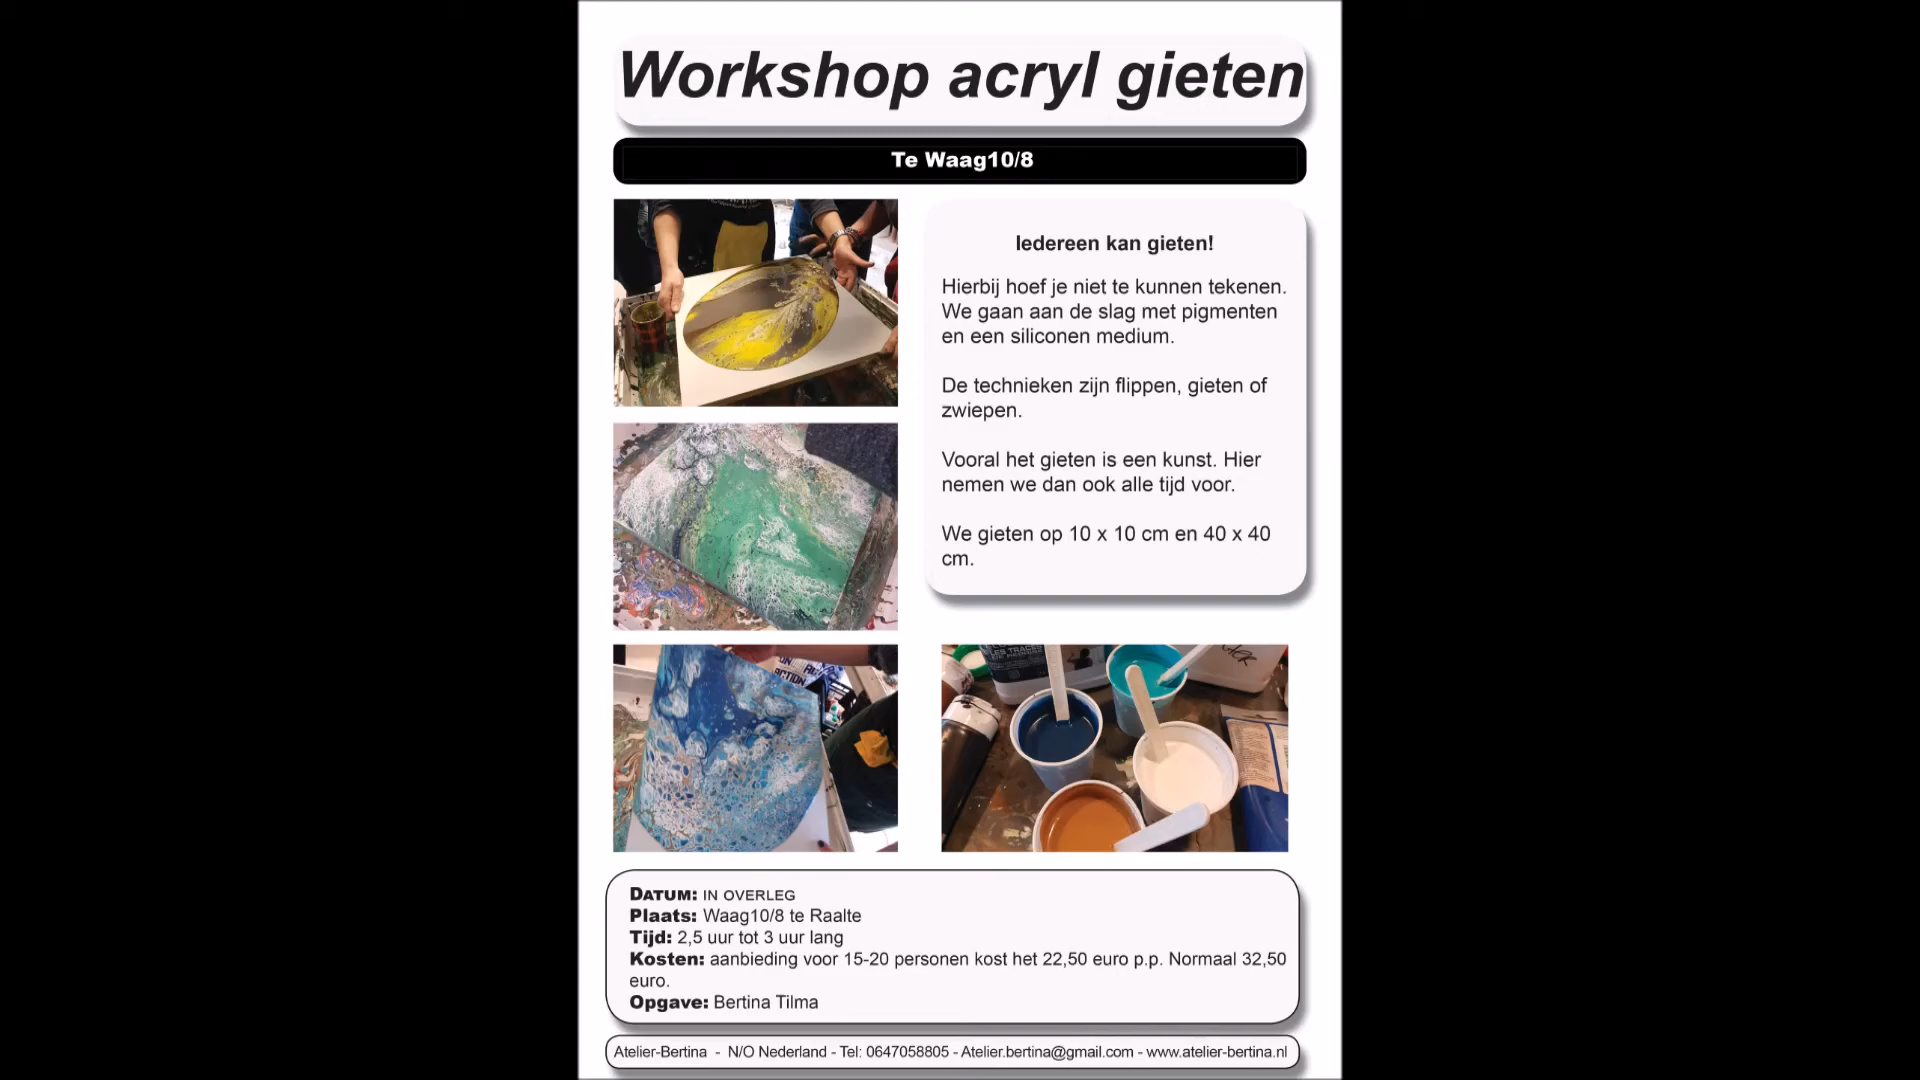 Workshop acryl gieten
Te Waag10/8
Iedereen kan gieten!
Hierbij hoef je niet te kunnen tekenen.
We gaan aan de slag met pigmenten
en een siliconen medium.
De technieken zijn flippen, gieten of
zwiepen.
Vooral het gieten is een kunst. Hier
nemen we dan ook alle tijd voor.
We gieten op 10 x 10 cm en 40 x 40
cm.
ACTION
LES TRACES
DATUM: IN OVERLEG
Plaats: Waag10/8 te Raalte
Tijd: 2,5 uur tot 3 uur lang
Kosten: aanbieding voor 15-20 personen kost het 22,50 euro p.p. Normaal 32,50
euro.
Opgave: Bertina Tilma
Atelier-Bertina - N/O Nederland - Tel: 0647058805 - Atelier.bertina@gmail.com - www.atelier-bertina.nl